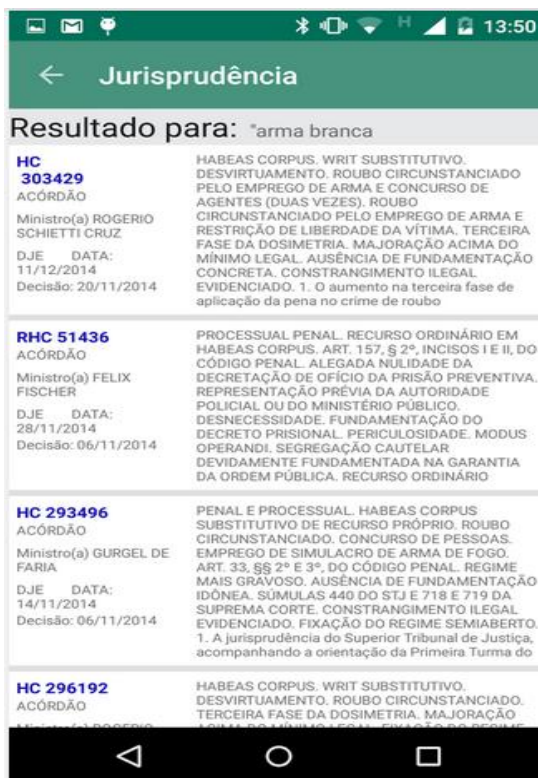 H 13:50
Jurisprudência
Resultado para: "arma branca
HC
303429
ACÓRDÃO
Ministro(a) ROGERIO
SCHIETTI CRUZ
DJE DATA:
11/12/2014
Decisão: 20/11/2014
HABEAS CORPUS. WRIT SUBSTITUTIVO.
DESVIRTUAMENTO. ROUBO CIRCUNSTANCIADO
PELO EMPREGO DE ARMA E CONCURSO DE
AGENTES (DUAS VEZES). ROUBO
CIRCUNSTANCIADO PELO EMPREGO DE ARMA E
RESTRIÇÃO DE LIBERDADE DA VÍTIMA. TERCEIRA
FASE DA DOSIMETRIA. MAJORAÇÃO ACIMA DO
MÍNIMO LEGAL. AUSÊNCIA DE FUNDAMENTAÇÃO
CONCRETA. CONSTRANGIMENTO ILEGAL
EVIDENCIADO. 1. O aumento na terceira fase de
aplicação da pena no crime de roubo
RHC 51436
ACÓRDÃO
Ministro(a) FELIX
FISCHER
DJE DATA:
28/11/2014
Decisão: 06/11/2014
PROCESSUAL PENAL. RECURSO ORDINÁRIO EM
HABEAS CORPUS. ART. 157, § 2º, INCISOS I E II, DO
CÓDIGO PENAL. ALEGADA NULIDADE DA
DECRETAÇÃO DE OFÍCIO DA PRISÃO PREVENTIVA.
REPRESENTAÇÃO PRÉVIA DA AUTORIDADE
POLICIAL OU DO MINISTÉRIO PÚBLICO.
DESNECESSIDADE. FUNDAMENTAÇÃO DO
DECRETO PRISIONAL. PERICULOSIDADE. MODUS
OPERANDI. SEGREGAÇÃO CAUTELAR
DEVIDAMENTE FUNDAMENTADA NA GARANTIA
DA ORDEM PÚBLICA. RECURSO ORDINÁRIO
HC 293496
ACÓRDÃO
Ministro(a) GURGEL DE
FARIA
DJE DATA:
14/11/2014
Decisão: 06/11/2014
PENAL E PROCESSUAL. HABEAS CORPUS
SUBSTITUTIVO DE RECURSO PRÓPRIO. ROUBO
CIRCUNSTANCIADO. CONCURSO DE PESSOAS.
EMPREGO DE SIMULACRO DE ARMA DE FOGO.
ART. 33, §§ 2º E 3º, DO CÓDIGO PENAL. REGIME
MAIS GRAVOSO. AUSÊNCIA DE FUNDAMENTAÇÃO
IDÔNEA. SÚMULAS 440 DO STJ E 718 E 719 DA
SUPREMA CORTE. CONSTRANGIMENTO ILEGAL
EVIDENCIADO. FIXAÇÃO DO REGIME SEMIABERTO.
1. A jurisprudência do Superior Tribunal de Justiça,
acompanhando a orientação da Primeira Turma do
HC 296192
ACÓRDÃO
HABEAS CORPUS. WRIT SUBSTITUTIVO.
DESVIRTUAMENTO. ROUBO CIRCUNSTANCIADO.
TERCEIRA FASE DA DOSIMETRIA. MAJORAÇÃO